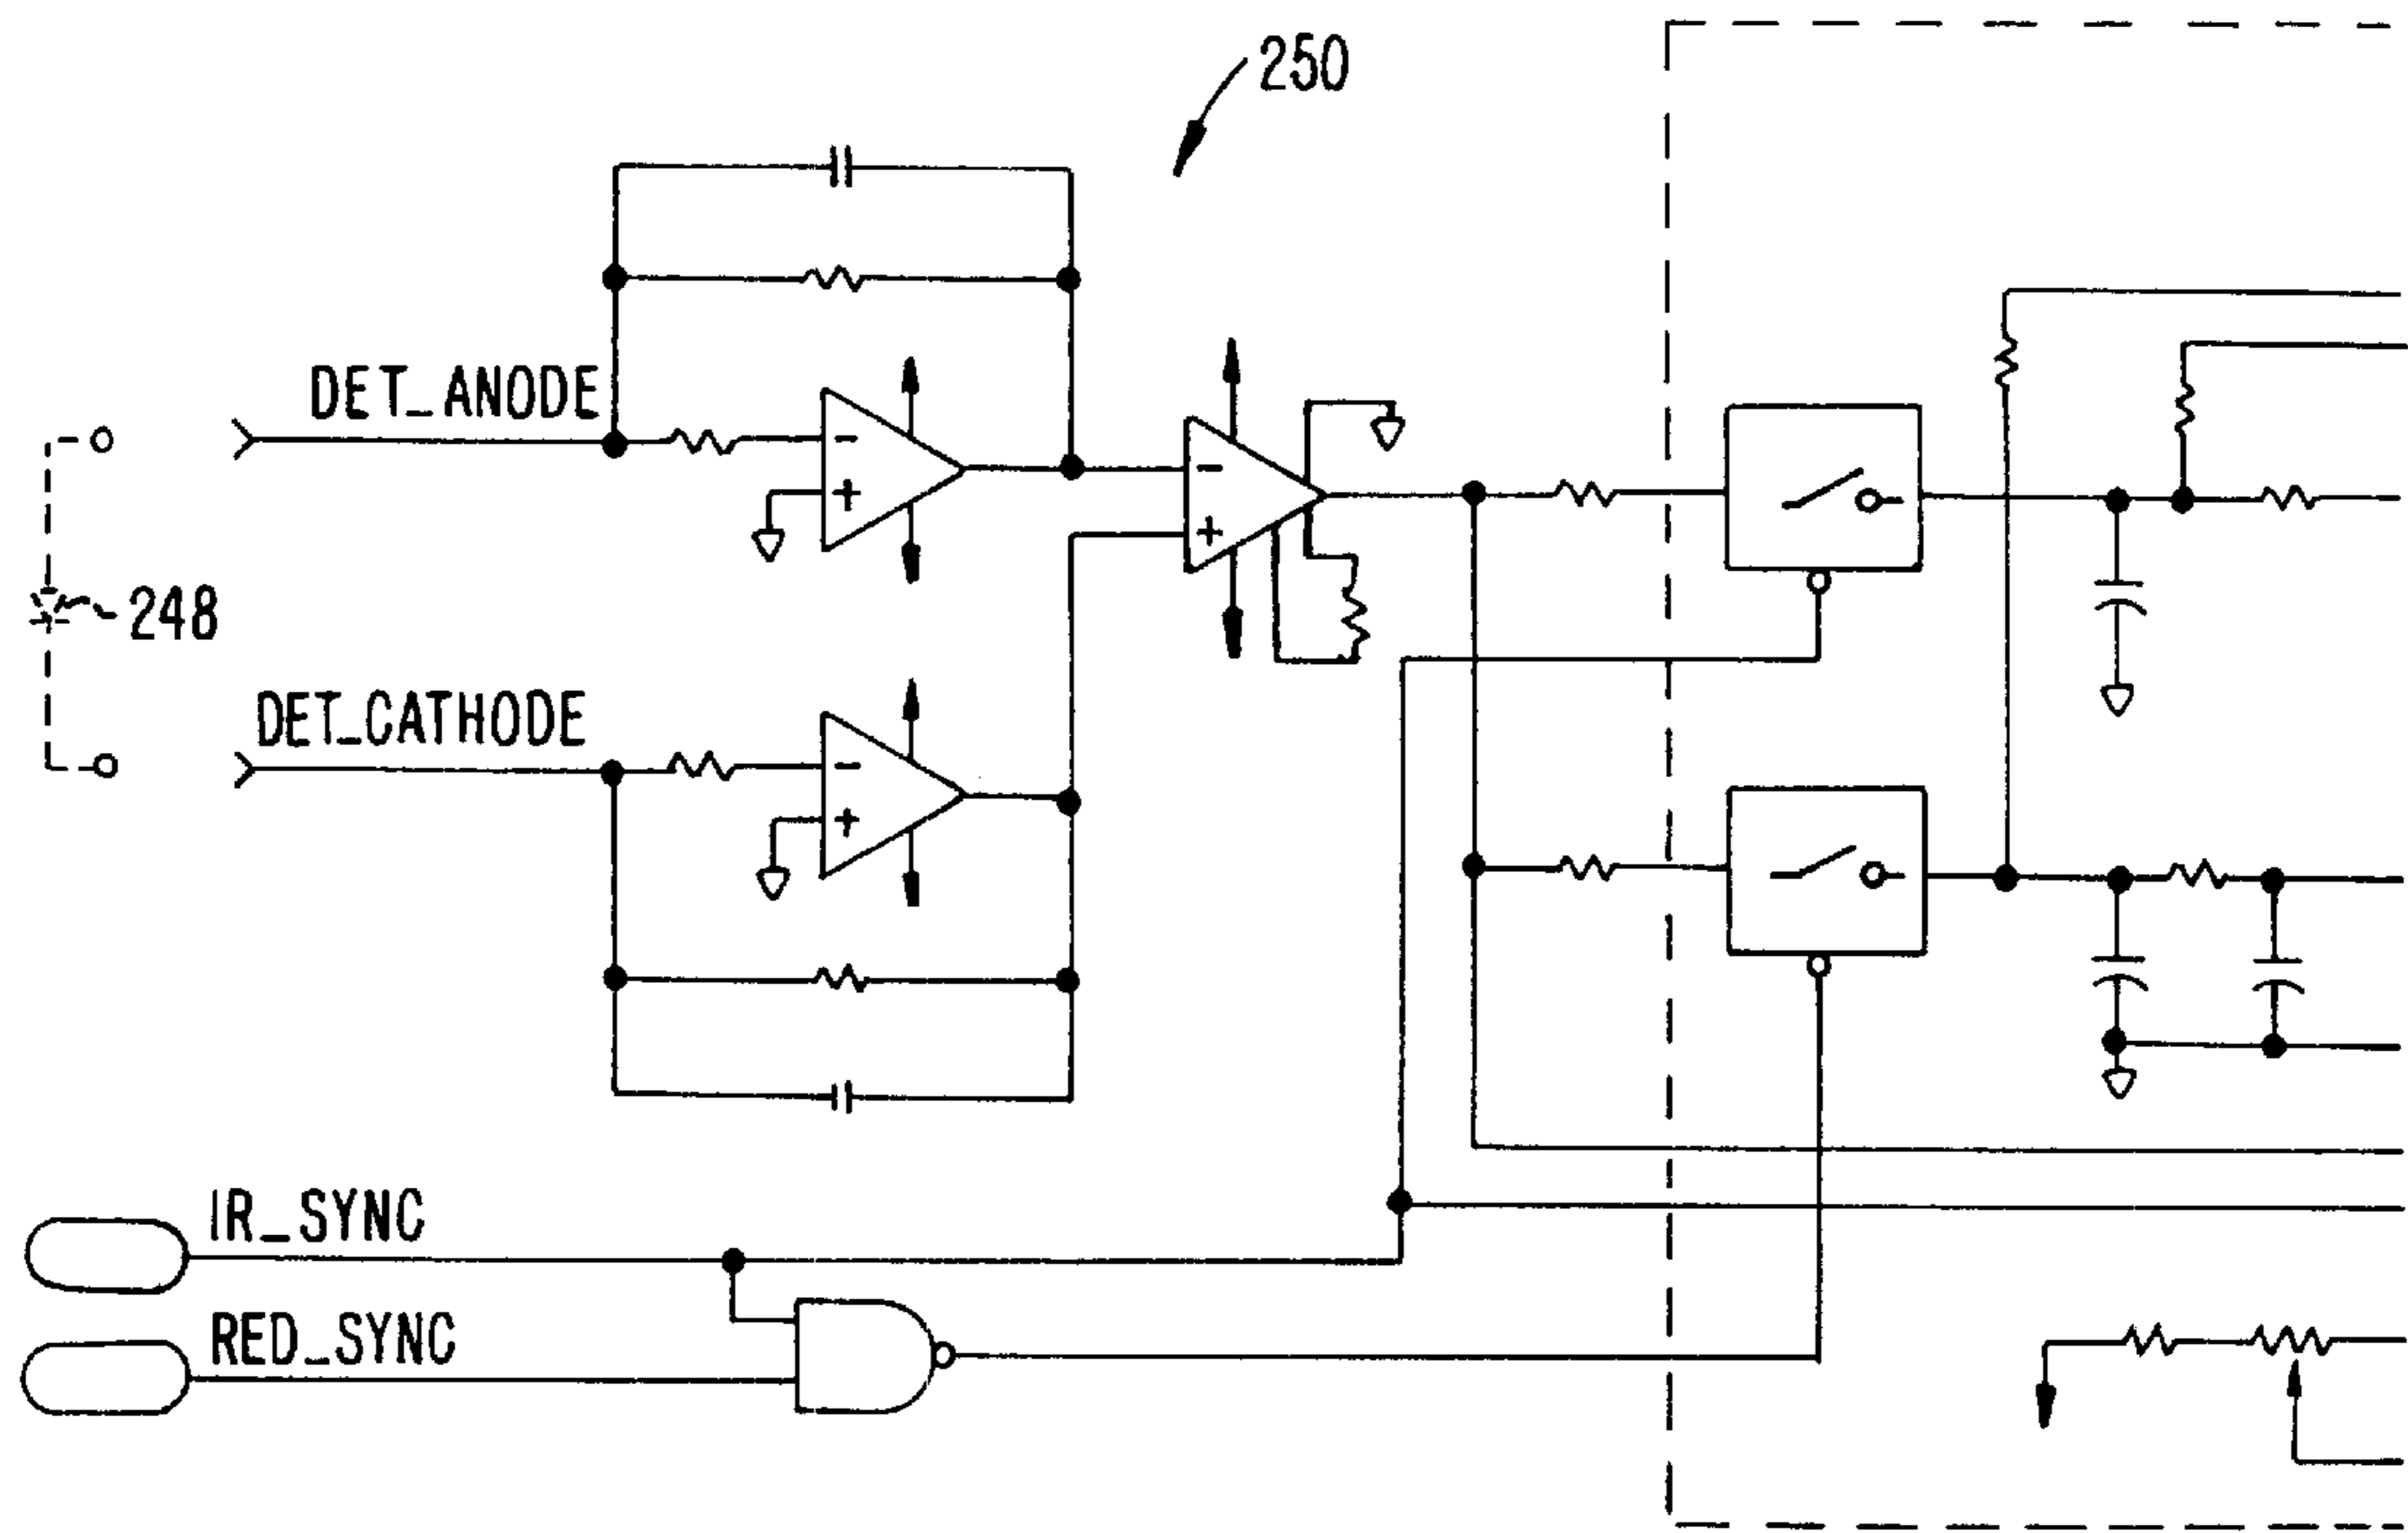 250
DET_ANODE
248
DET_CATHODE
IR_SYNC
RED_SYNC